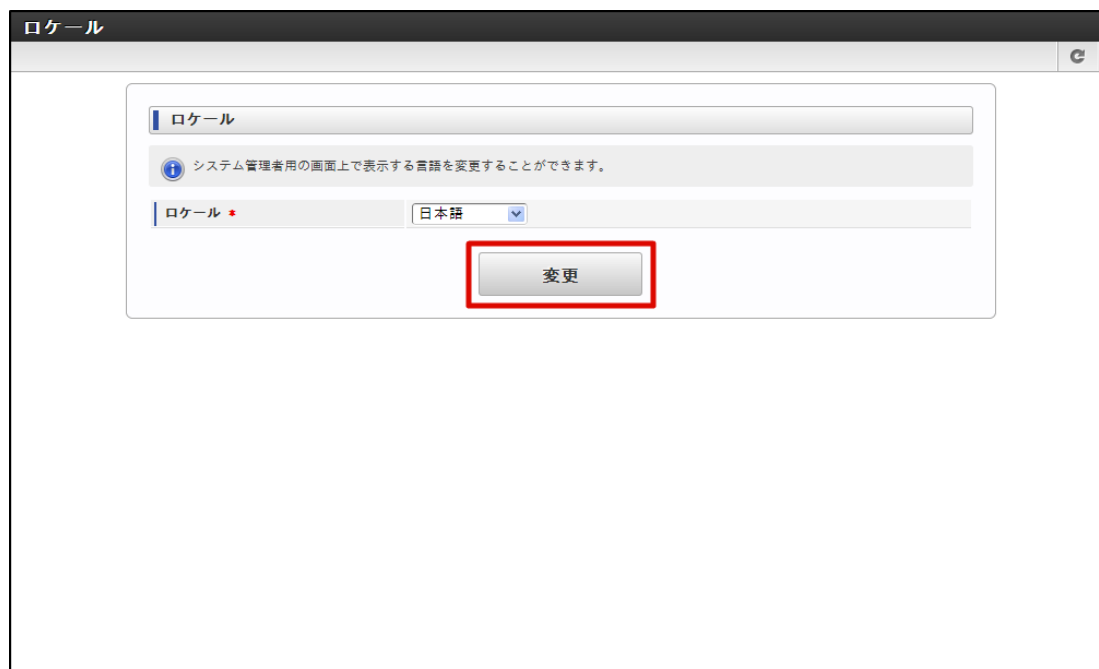 ロケール
ロケール
システム管理者用の画面上で表示する言語を変更することができます。
ロケール * 日本語
変更